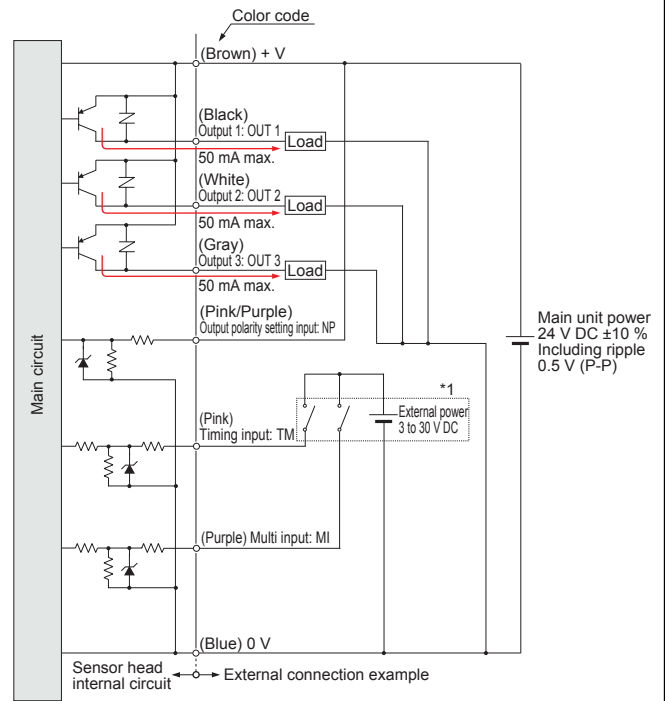 Color code
(Brown) + V
(Black)
Output 1: OUT 1
Load
50 mA max.
(White)
Output 2: OUT 2
Load
50 mA max.
(Gray)
Output 3: OUT 3
Load
50 mA max.
(Pink/Purple)
Output polarity setting input: NP
Main unit power
24 V DC ±10 %
Including ripple
0.5 V (P-P)
Main circuit
*1
External power
3 to 30 V DC
(Pink)
Timing input: TM
(Purple) Multi input: MI
(Blue) 0 V
Sensor head
internal circuit
External connection example